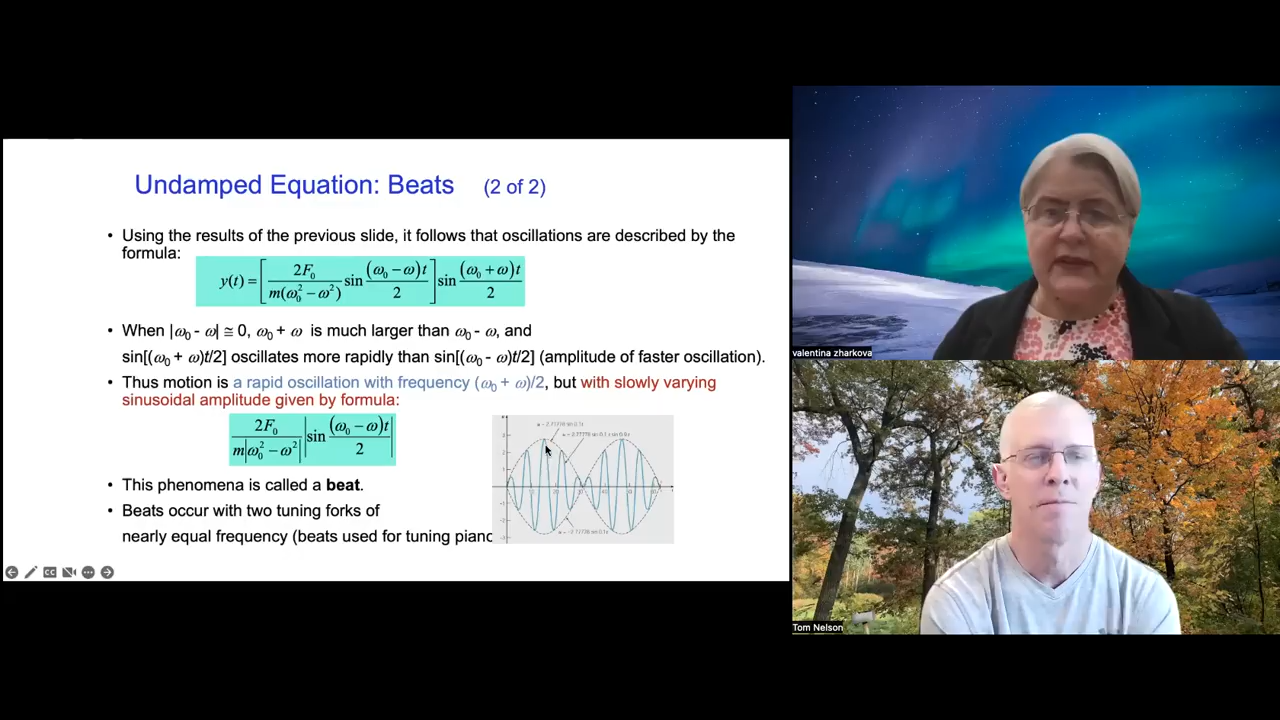 Undamped Equation: Beats (2 of 2)
• Using the results of the previous slide, it follows that oscillations are described by the
formula:
y(t) = [ 2F₀ / m(ω₀² − ω²) sin (ω₀ − ω)t / 2 ] sin (ω₀ + ω)t / 2
• When |ω₀ - ω| ≅ 0, ω₀ + ω is much larger than ω₀ - ω, and
sin[(ω₀ + ω)t/2] oscillates more rapidly than sin[(ω₀ - ω)t/2] (amplitude of faster oscillation).
• Thus motion is a rapid oscillation with frequency (ω₀ + ω)/2, but with slowly varying
sinusoidal amplitude given by formula:
2F₀ / m|ω₀² − ω²| |sin (ω₀ − ω)t / 2|
• This phenomena is called a beat.
• Beats occur with two tuning forks of
nearly equal frequency (beats used for tuning piano
valentina zharkova
Tom Nelson